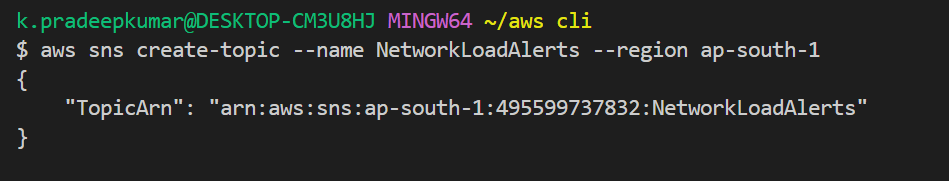 k.pradeepkumar@DESKTOP-CM3U8HJ MINGW64 ~/aws cli
$ aws sns create-topic --name NetworkLoadAlerts --region ap-south-1
{
    "TopicArn": "arn:aws:sns:ap-south-1:495599737832:NetworkLoadAlerts"
}